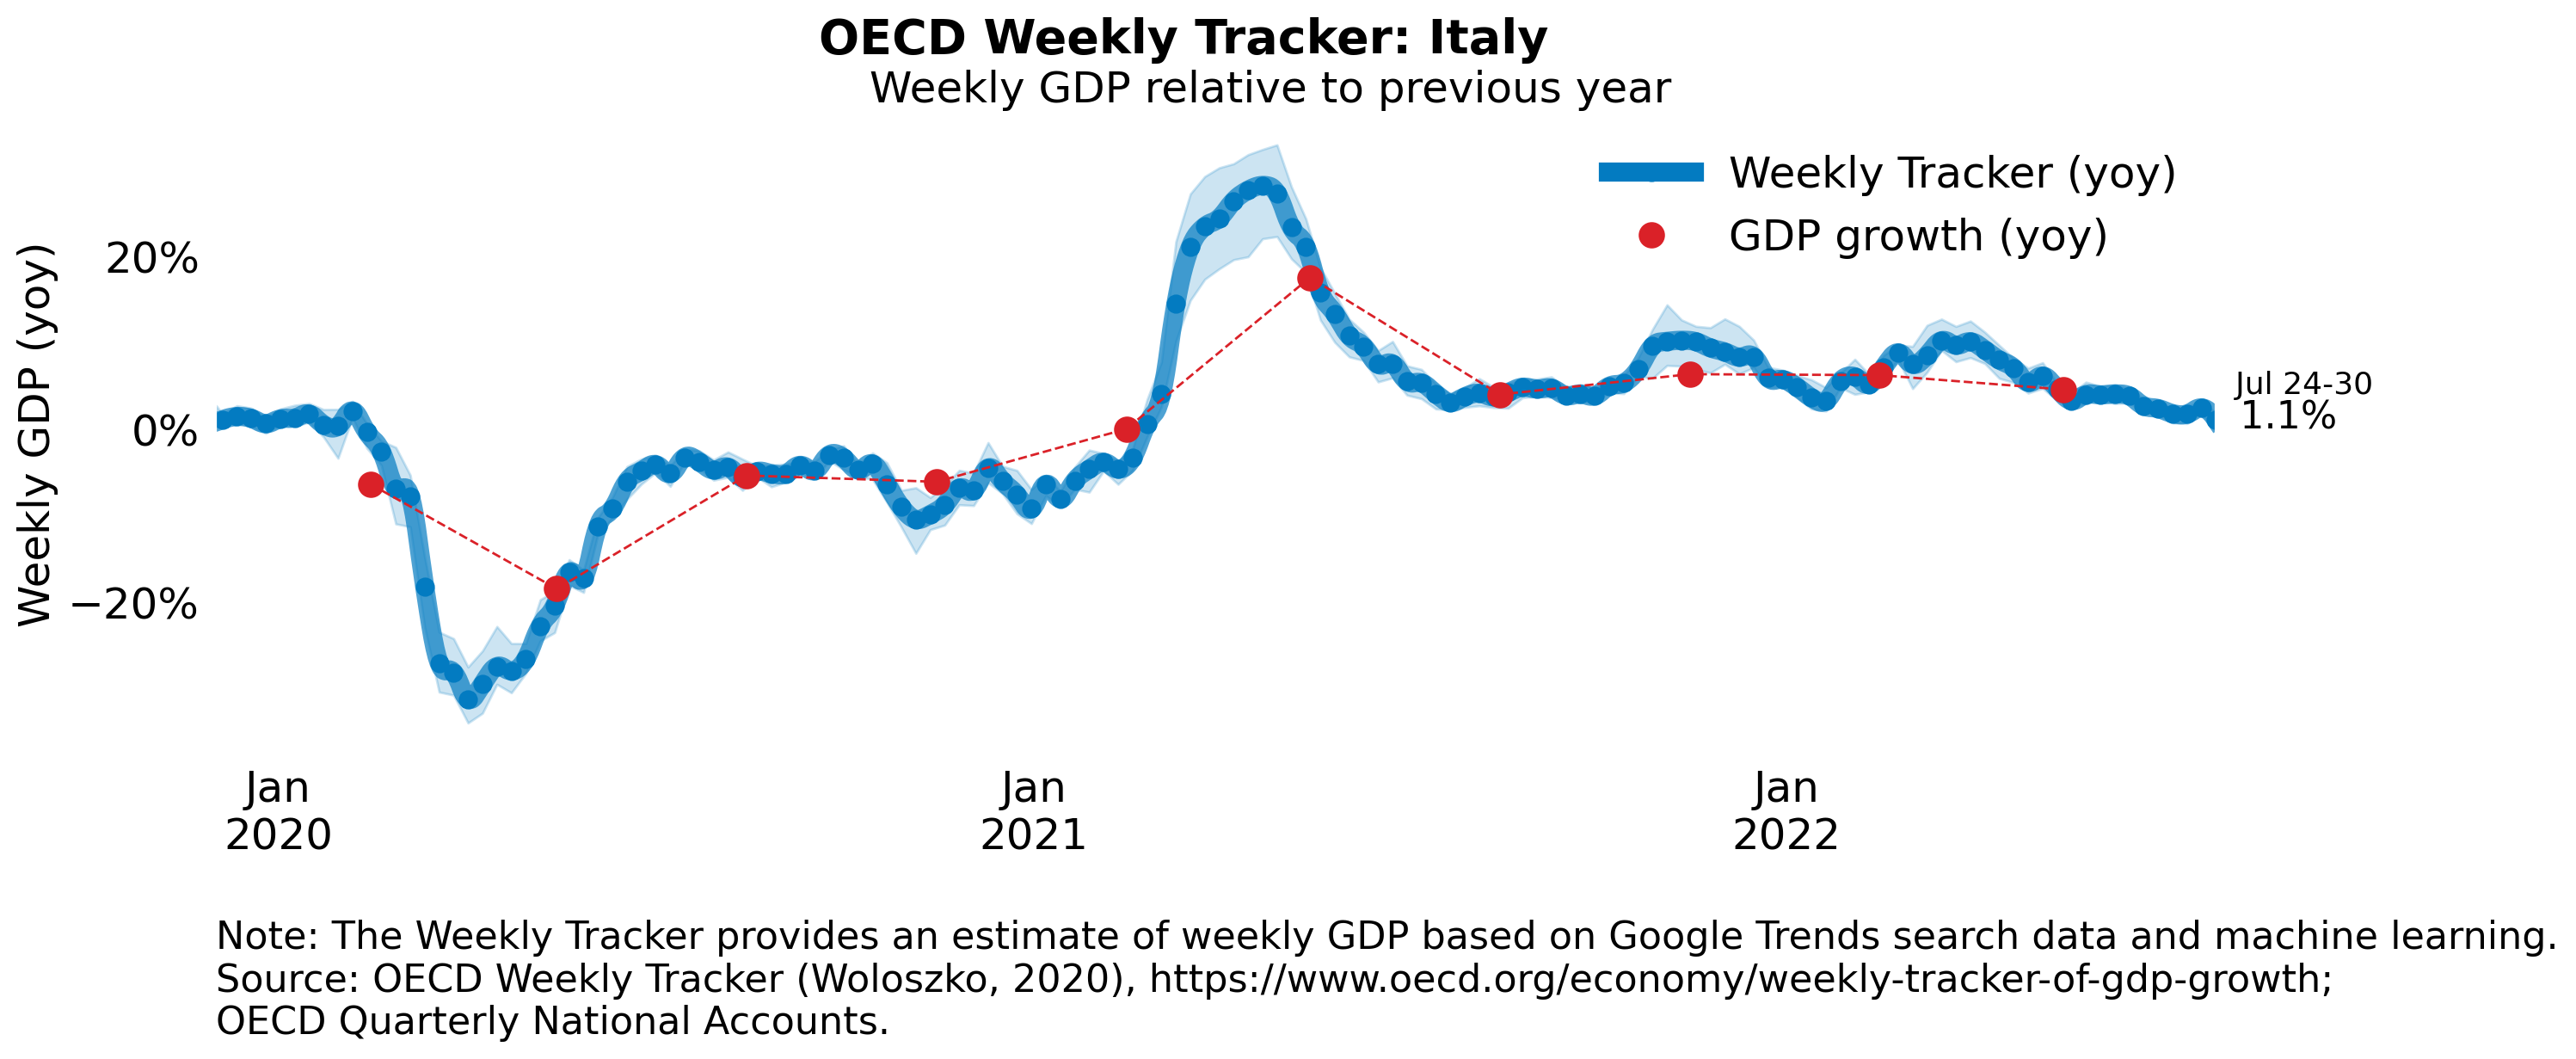 OECD Weekly Tracker: Italy
Weekly GDP relative to previous year
Weekly Tracker (yoy)
GDP growth (yoy)
Weekly GDP (yoy)
20%
0%
−20%
Jul 24-30
1.1%
Jan
2020
Jan
2021
Jan
2022
Note: The Weekly Tracker provides an estimate of weekly GDP based on Google Trends search data and machine learning.
Source: OECD Weekly Tracker (Woloszko, 2020), https://www.oecd.org/economy/weekly-tracker-of-gdp-growth;
OECD Quarterly National Accounts.